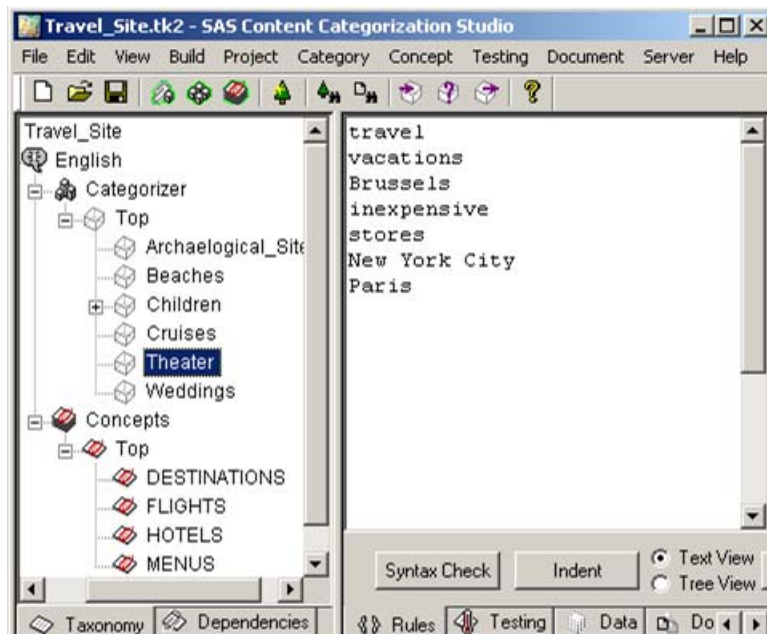 Travel_Site.tk2 - SAS Content Categorization Studio
File Edit View Build Project Category Concept Testing Document Server Help
Travel_Site
English
Categorizer
Top
Archaelogical_Site
Beaches
Children
Cruises
Theater
Weddings
Concepts
Top
DESTINATIONS
FLIGHTS
HOTELS
MENUS
Taxonomy Dependencies
travel
vacations
Brussels
inexpensive
stores
New York City
Paris
Syntax Check Indent Text View
Tree View
Rules Testing Data Do